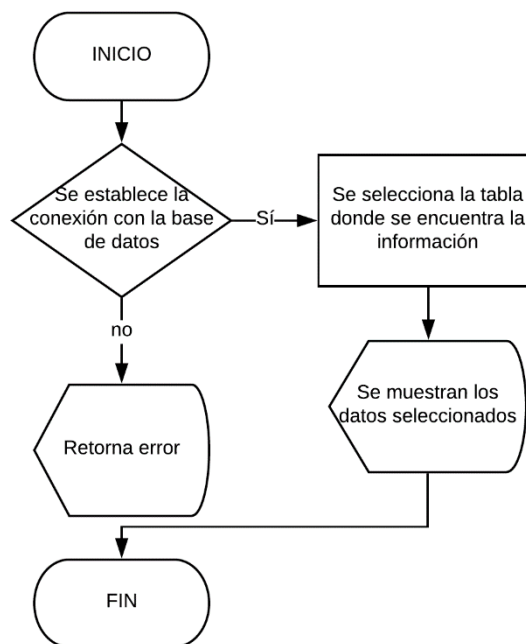 INICIO
Se establece la
conexión con la base
de datos
Sí
Se selecciona la tabla
donde se encuentra la
información
no
Se muestran los
datos seleccionados
Retorna error
FIN